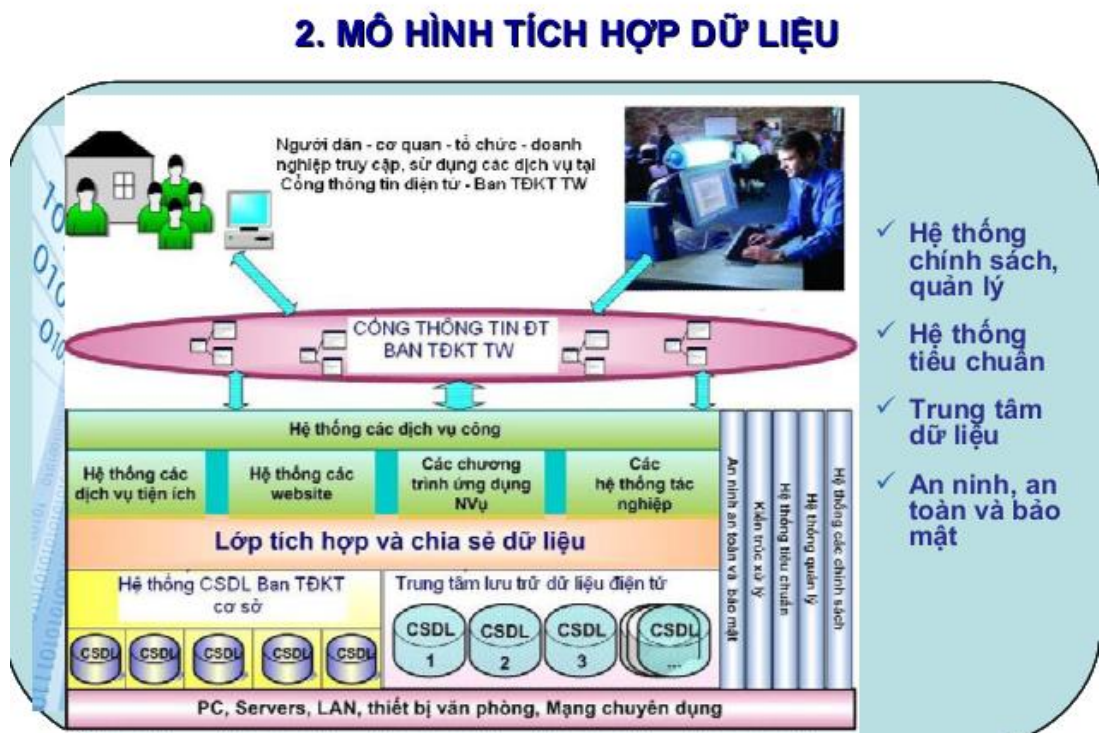 2. MÔ HÌNH TÍCH HỢP DỮ LIỆU
Người dân - cơ quan - tổ chức - doanh
nghiệp truy cập, sử dụng các dịch vụ tại
Cổng thông tin điện tử - Ban TĐKT TW
CỔNG THÔNG TIN ĐT
BAN TĐKT TW
Hệ thống các dịch vụ công
Hệ thống các
dịch vụ tiện ích
Hệ thống các
website
Các chương
trình ứng dụng
NVụ
Các
hệ thống tác
nghiệp
Lớp tích hợp và chia sẻ dữ liệu
Hệ thống CSDL Ban TĐKT
cơ sở
CSDL
CSDL
CSDL
CSDL
CSDL
Trung tâm lưu trữ dữ liệu điện tử
CSDL
1
CSDL
2
CSDL
3
CSDL
...
PC, Servers, LAN, thiết bị văn phòng, Mạng chuyên dụng
An ninh an toàn và bảo mật
Kiến trúc xử lý
Hệ thống tiêu chuẩn
Hệ thống quản lý
Hệ thống các chính sách
✓ Hệ thống
chính sách,
quản lý
✓ Hệ thống
tiểu chuẩn
✓ Trung tâm
dữ liệu
✓ An ninh, an
toàn và bảo
mật